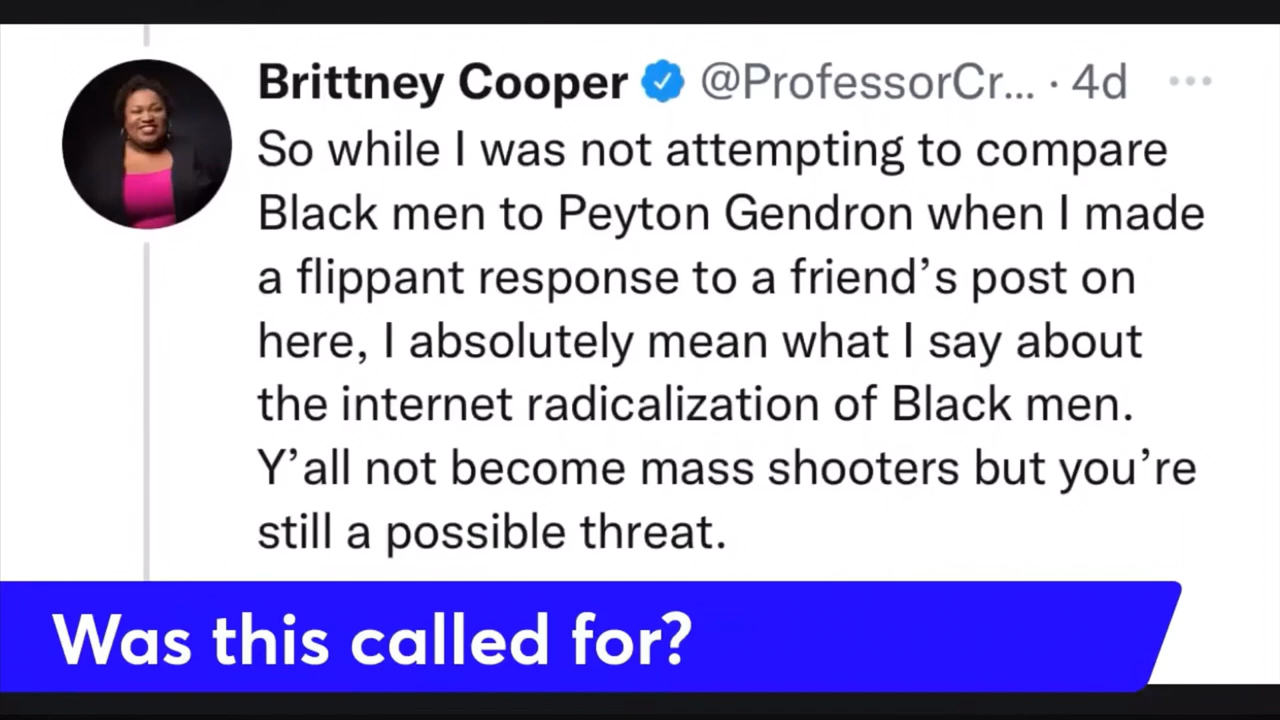 Brittney Cooper @ProfessorCr... · 4d
So while I was not attempting to compare
Black men to Peyton Gendron when I made
a flippant response to a friend’s post on
here, I absolutely mean what I say about
the internet radicalization of Black men.
Y’all not become mass shooters but you’re
still a possible threat.
Was this called for?